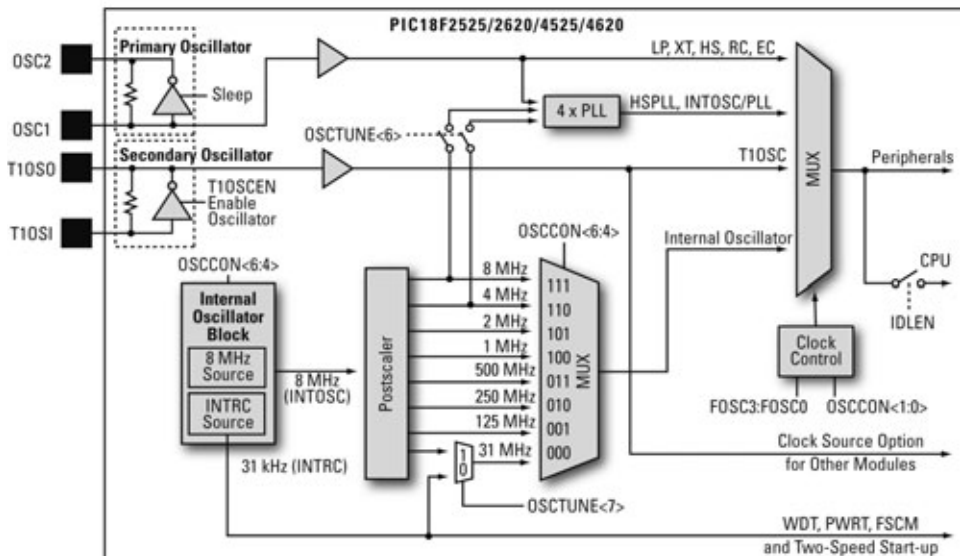 PIC18F2525/2620/4525/4620
OSC2
Primary Oscillator
LP, XT, HS, RC, EC
Sleep
4 x PLL
HSPLL, INTOSC/PLL
OSC1
OSCTUNE<6>
T1OSO
Secondary Oscillator
T1OSC
MUX
Peripherals
T1OSCEN
Enable
Oscillator
T1OSI
OSCCON<6:4>
Internal Oscillator
OSCCON<6:4>
CPU
IDLEN
Internal
Oscillator
Block
8 MHz
Source
INTRC
Source
8 MHz
(INTOSC)
31 kHz (INTRC)
Postscaler
8 MHz
4 MHz
2 MHz
1 MHz
500 MHz
250 MHz
125 MHz
31 MHz
1
0
OSCTUNE<7>
111
110
101
100
011
010
001
000
MUX
Clock
Control
FOSC3:FOSC0
OSCCON<1:0>
Clock Source Option
for Other Modules
WDT, PWRT, FSCM
and Two-Speed Start-up